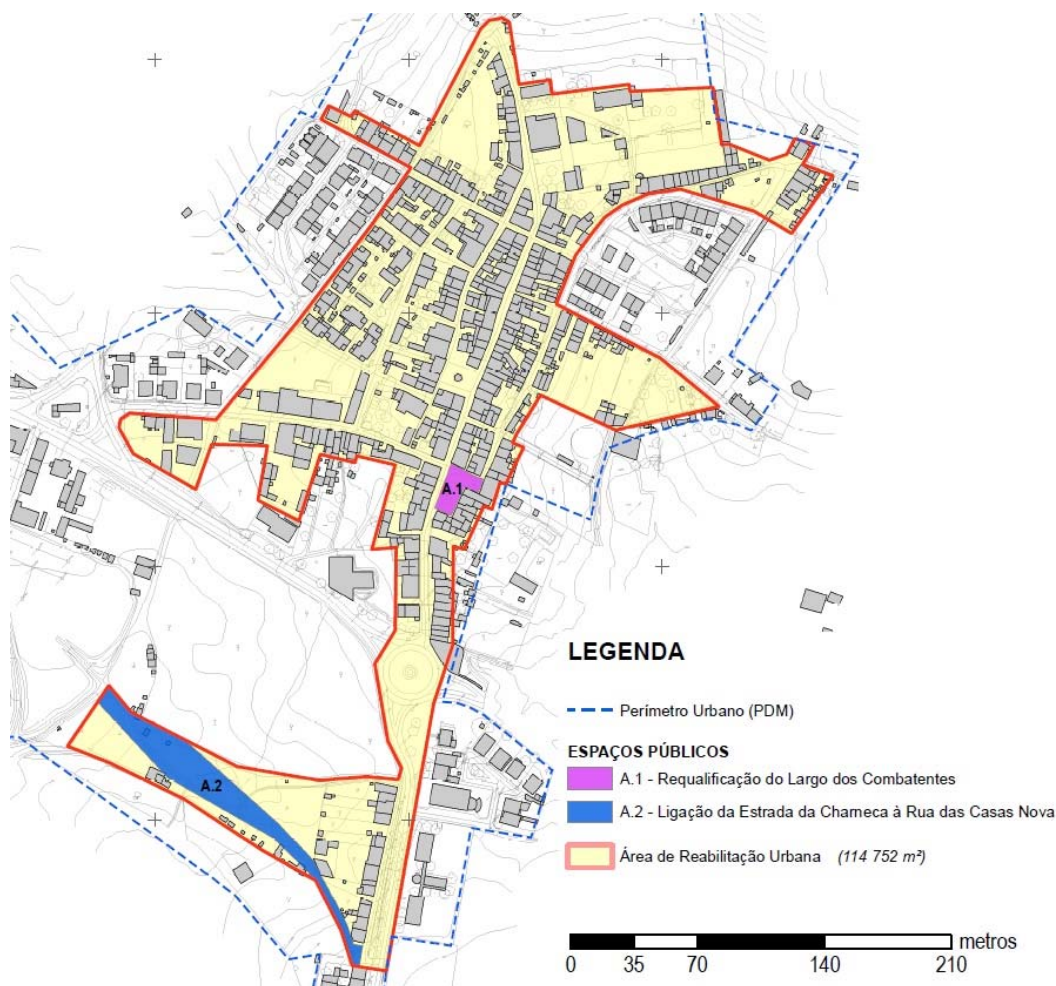 A.1
A.2
LEGENDA
Perímetro Urbano (PDM)
ESPAÇOS PÚBLICOS
A.1 - Requalificação do Largo dos Combatentes
A.2 - Ligação da Estrada da Charneca à Rua das Casas Nova
Área de Reabilitação Urbana (114 752 m²)
metros
0 35 70 140 210